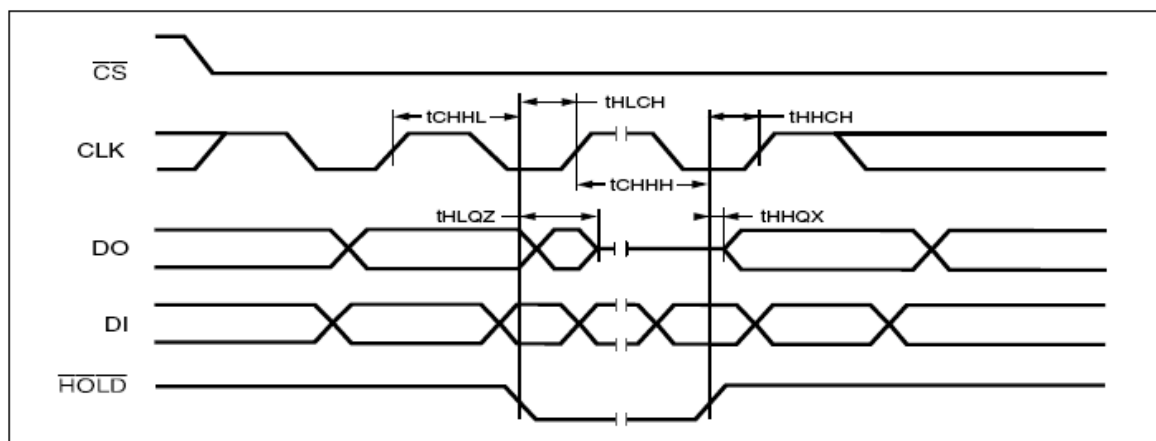 CS
tHLCH
tCHHL
tHHCH
CLK
tCHHH
tHLQZ
tHHQX
DO
DI
HOLD